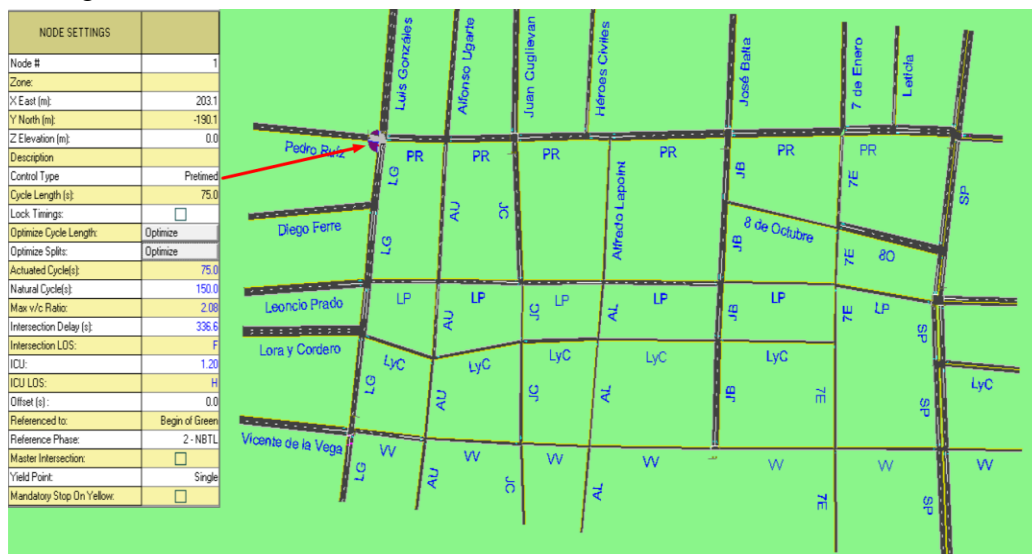 NODE SETTINGS
Node # 1
Zone:
X East (m): 203.1
Y North (m): -190.1
Z Elevation (m): 0.0
Description
Control Type Pretimed
Cycle Length (s): 75.0
Lock Timings:
Optimize Cycle Length: Optimize
Optimize Splits: Optimize
Actuated Cycle(s): 75.0
Natural Cycle(s): 150.0
Max v/c Ratio: 2.08
Intersection Delay (s): 336.6
Intersection LOS: F
ICU: 1.20
ICU LOS: H
Offset (s) : 0.0
Referenced to: Begin of Green
Reference Phase: 2 - NBTL
Master Intersection:
Yield Point: Single
Mandatory Stop On Yellow:
Luis Gonzáles
Alfonso Ugarte
Juan Cuglievan
Héroes Civiles
José Balta
7 de Enero
Leticia
Pedro Ruíz
PR
PR
PR
PR
PR
PR
LG
JB
7E
SP
Alfredo Lapoint
AU
JC
Diego Ferre
LG
JB
8 de Octubre
7E
8O
Leoncio Prado
LP
LP
LP
LP
LP
LP
AU
JC
AL
JB
7E
SP
Lora y Cordero
LyC
LyC
LyC
LyC
LyC
LyC
LG
AU
JC
AL
JB
7E
SP
Vicente de la Vega
VV
VV
VV
VV
VV
VV
VV
LG
AU
JC
AL
7E
SP